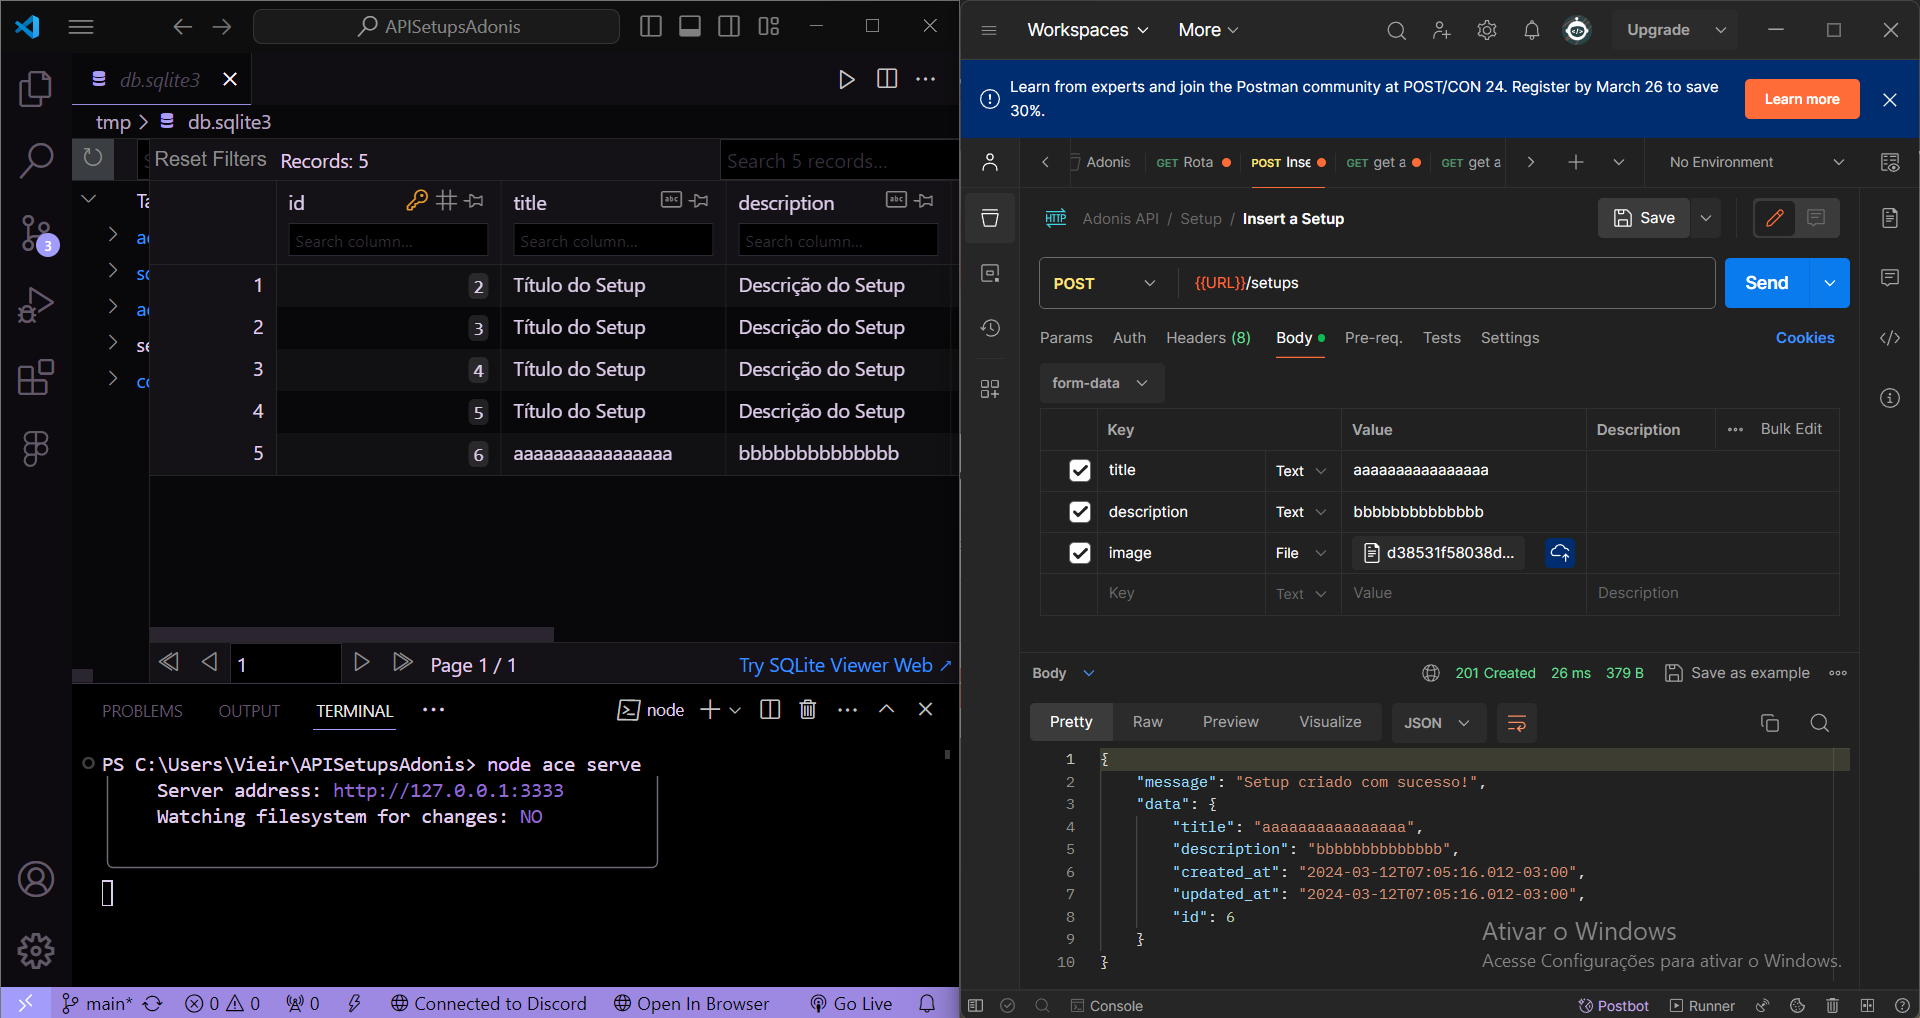 APISetupsAdonis
db.sqlite3
tmp > db.sqlite3
Reset Filters Records: 5 Search 5 records...
id title description
Search column... Search column... Search column...
1 2 Título do Setup Descrição do Setup
2 3 Título do Setup Descrição do Setup
3 4 Título do Setup Descrição do Setup
4 5 Título do Setup Descrição do Setup
5 6 aaaaaaaaaaaaaaaa bbbbbbbbbbbbbb
3
1 Page 1 / 1 Try SQLite Viewer Web ↗
PROBLEMS OUTPUT TERMINAL ··· node
PS C:\Users\Vieir\APISetupsAdonis> node ace serve
Server address: http://127.0.0.1:3333
Watching filesystem for changes: NO
main* 0 0 0 Connected to Discord Open In Browser Go Live
Workspaces More Upgrade
Learn from experts and join the Postman community at POST/CON 24. Register by March 26 to save
30%.
Learn more
Adonis GET Rota POST Inse GET get a GET get a No Environment
HTTP Adonis API / Setup / Insert a Setup Save
POST {{URL}}/setups Send
Params Auth Headers (8) Body Pre-req. Tests Settings Cookies
form-data
Key Value Description Bulk Edit
title Text aaaaaaaaaaaaaaaa
description Text bbbbbbbbbbbbbb
image File d38531f58038d...
Key Text Value Description
Body 201 Created 26 ms 379 B Save as example
Pretty Raw Preview Visualize JSON
1 {
2 "message": "Setup criado com sucesso!",
3 "data": {
4 "title": "aaaaaaaaaaaaaaaa",
5 "description": "bbbbbbbbbbbbbb",
6 "created_at": "2024-03-12T07:05:16.012-03:00",
7 "updated_at": "2024-03-12T07:05:16.012-03:00",
8 "id": 6
9 }
10 }
Ativar o Windows
Acesse Configurações para ativar o Windows.
Console Postbot Runner